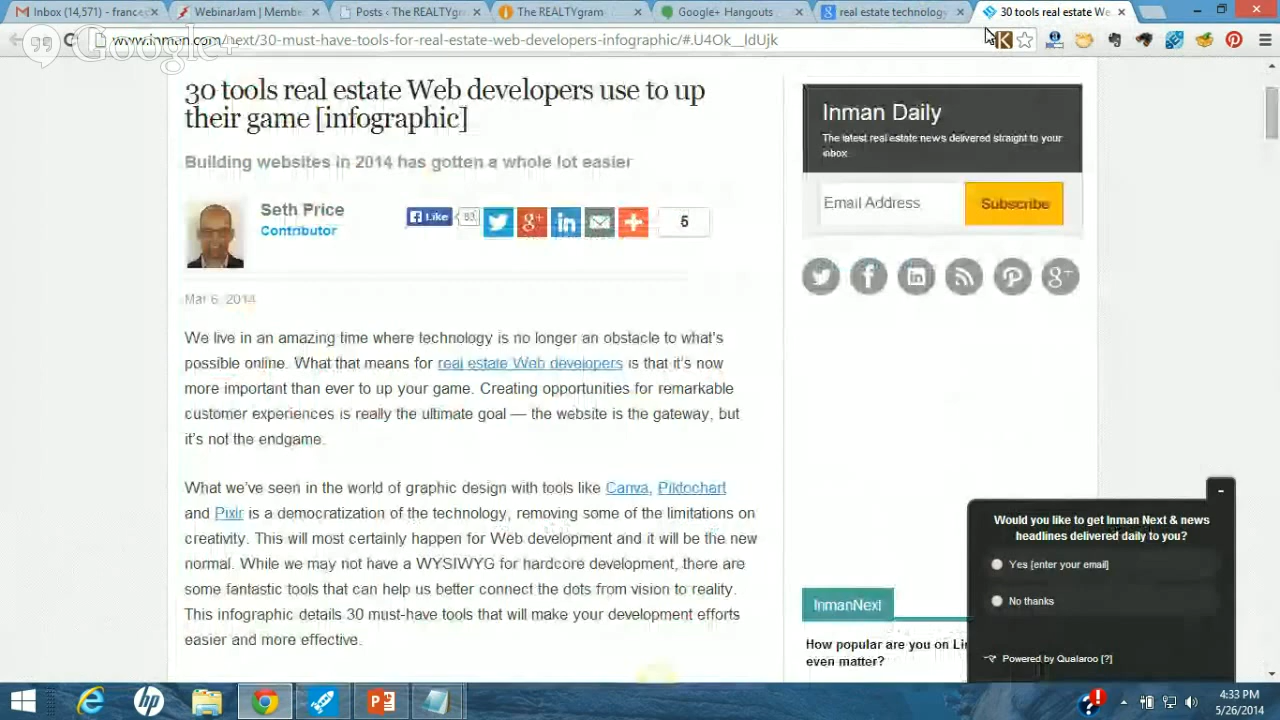 Inbox (14,571) - frances
WebinarJam | Membe
Posts ‹ The REALTYgr
The REALTYgram
Google+ Hangouts
real estate technology
30 tools real estate We
www.inman.com/next/30-must-have-tools-for-real-estate-web-developers-infographic/#.U4Ok__ldUjk
Google+
30 tools real estate Web developers use to up
their game [infographic]
Building websites in 2014 has gotten a whole lot easier
Seth Price
Contributor
Like
93
5
Mar 6, 2014
We live in an amazing time where technology is no longer an obstacle to what's
possible online. What that means for real estate Web developers is that it's now
more important than ever to up your game. Creating opportunities for remarkable
customer experiences is really the ultimate goal — the website is the gateway, but
it's not the endgame.
What we've seen in the world of graphic design with tools like Canva, Piktochart
and Pixlr is a democratization of the technology, removing some of the limitations on
creativity. This will most certainly happen for Web development and it will be the new
normal. While we may not have a WYSIWYG for hardcore development, there are
some fantastic tools that can help us better connect the dots from vision to reality.
This infographic details 30 must-have tools that will make your development efforts
easier and more effective.
Inman Daily
The latest real estate news delivered straight to your
inbox
Email Address
Subscribe
InmanNext
How popular are you on Li
even matter?
Would you like to get Inman Next & news
headlines delivered daily to you?
Yes [enter your email]
No thanks
Powered by Qualaroo [?]
4:33 PM
5/26/2014